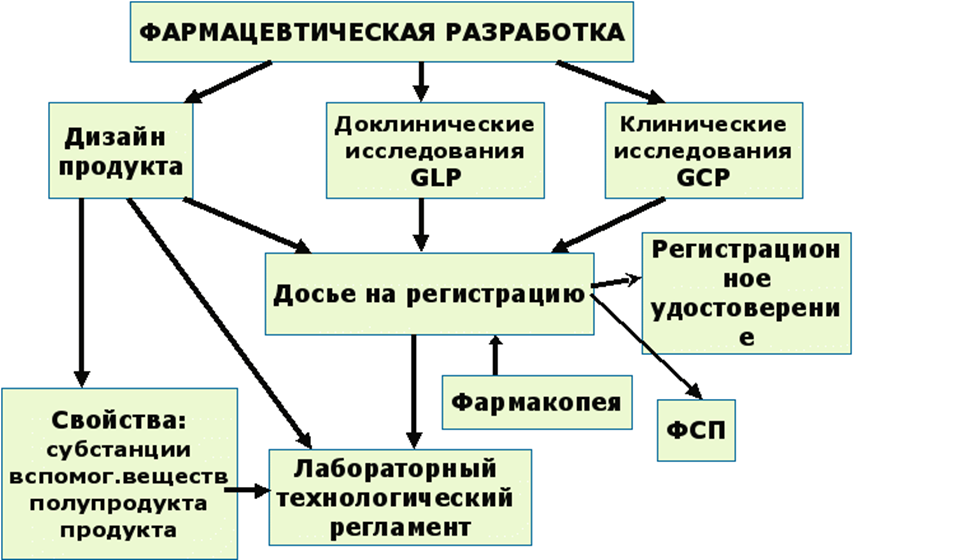 ФАРМАЦЕВТИЧЕСКАЯ РАЗРАБОТКА
Дизайн
продукта
Доклинические
исследования
GLP
Клинические
исследования
GCP
Досье на регистрацию
Регистрацион
ное
удостоверени
е
Фармакопея
ФСП
Свойства:
субстанции
вспомог.веществ
полупродукта
продукта
Лабораторный
технологический
регламент